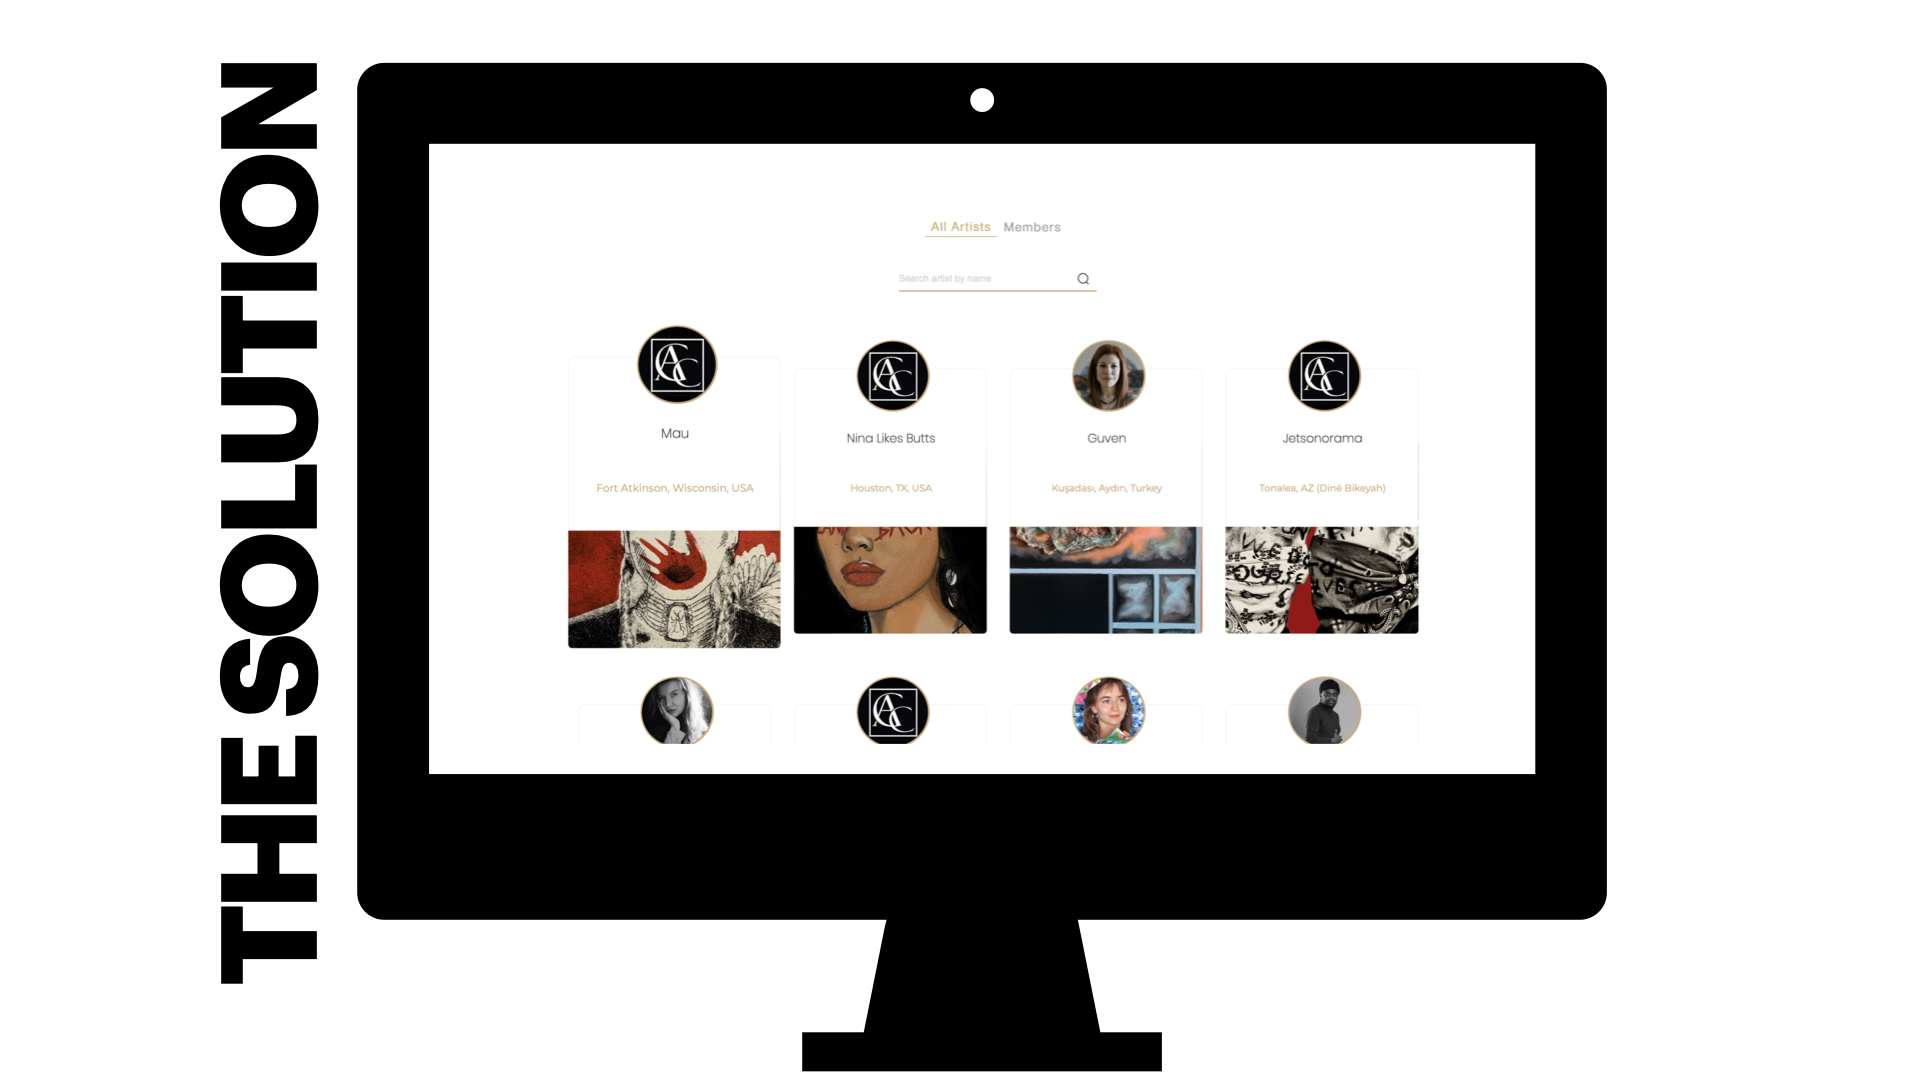 THE SOLUTION
All Artists Members
Search artist by name
Mau
Nina Likes Butts
Guven
Jetsonorama
Fort Atkinson, Wisconsin, USA
Houston, TX, USA
Kuşadası, Aydın, Turkey
Tonalea, AZ (Diné Bikeyah)